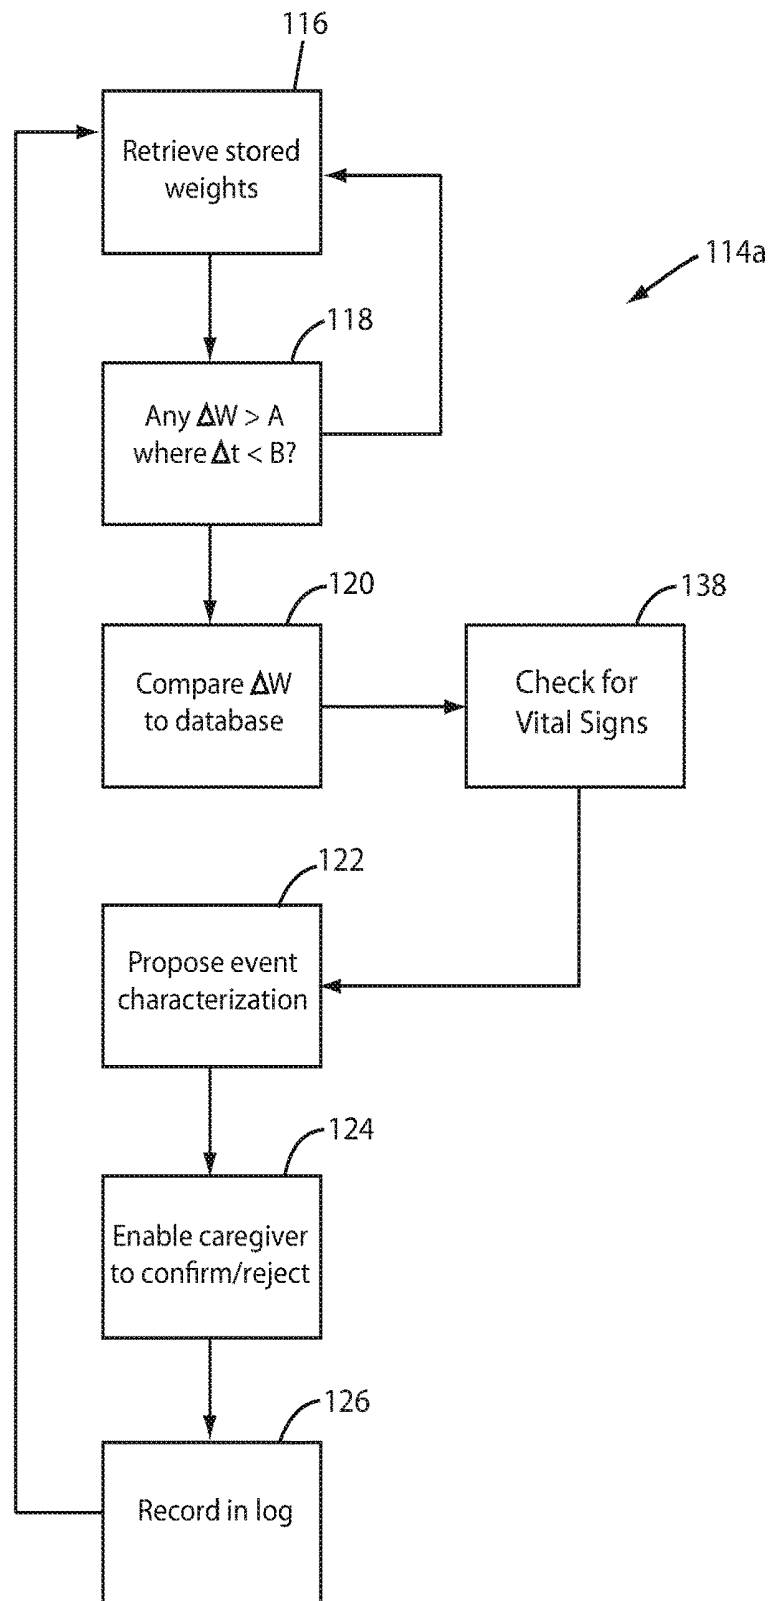 116
Retrieve stored
weights
114a
118
Any ΔW > A
where Δt < B?
120
Compare ΔW
to database
138
Check for
Vital Signs
122
Propose event
characterization
124
Enable caregiver
to confirm/reject
126
Record in log